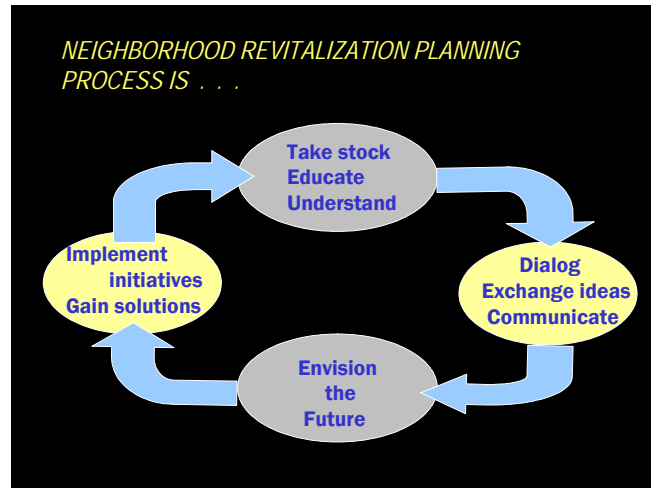 NEIGHBORHOOD REVITALIZATION PLANNING
PROCESS IS . . .
Take stock
Educate
Understand
Dialog
Exchange ideas
Communicate
Envision
the
Future
Implement
initiatives
Gain solutions